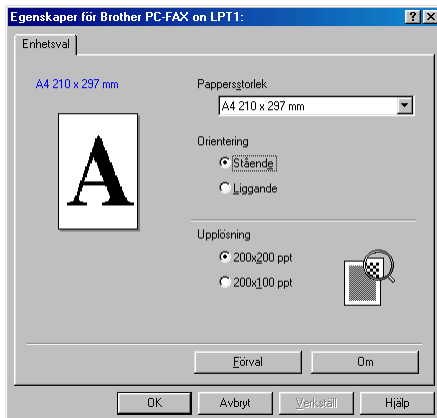 Egenskaper för Brother PC-FAX on LPT1:
Enhetsval
A4 210 x 297 mm
A
Pappersstorlek
A4 210 x 297 mm
Orientering
Stående
Liggande
Upplösning
200x200 ppt
200x100 ppt
Förval
Om
OK
Avbryt
Verkställ
Hjälp